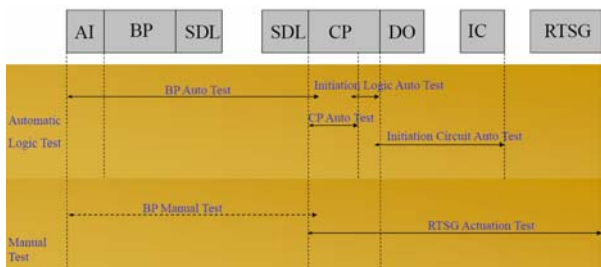 AI BP SDL SDL CP DO IC RTSG
BP Auto Test
Initiation Logic Auto Test
Automatic
Logic Test
CP Auto Test
Initiation Circuit Auto Test
BP Manual Test
RTSG Actuation Test
Manual
Test